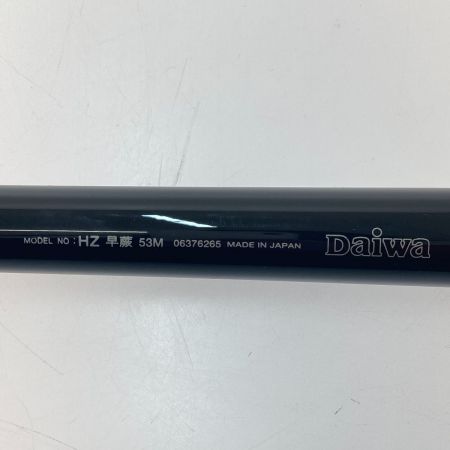 MODEL NO : HZ 早蕨 53M 06376265 MADE IN JAPAN Daiwa